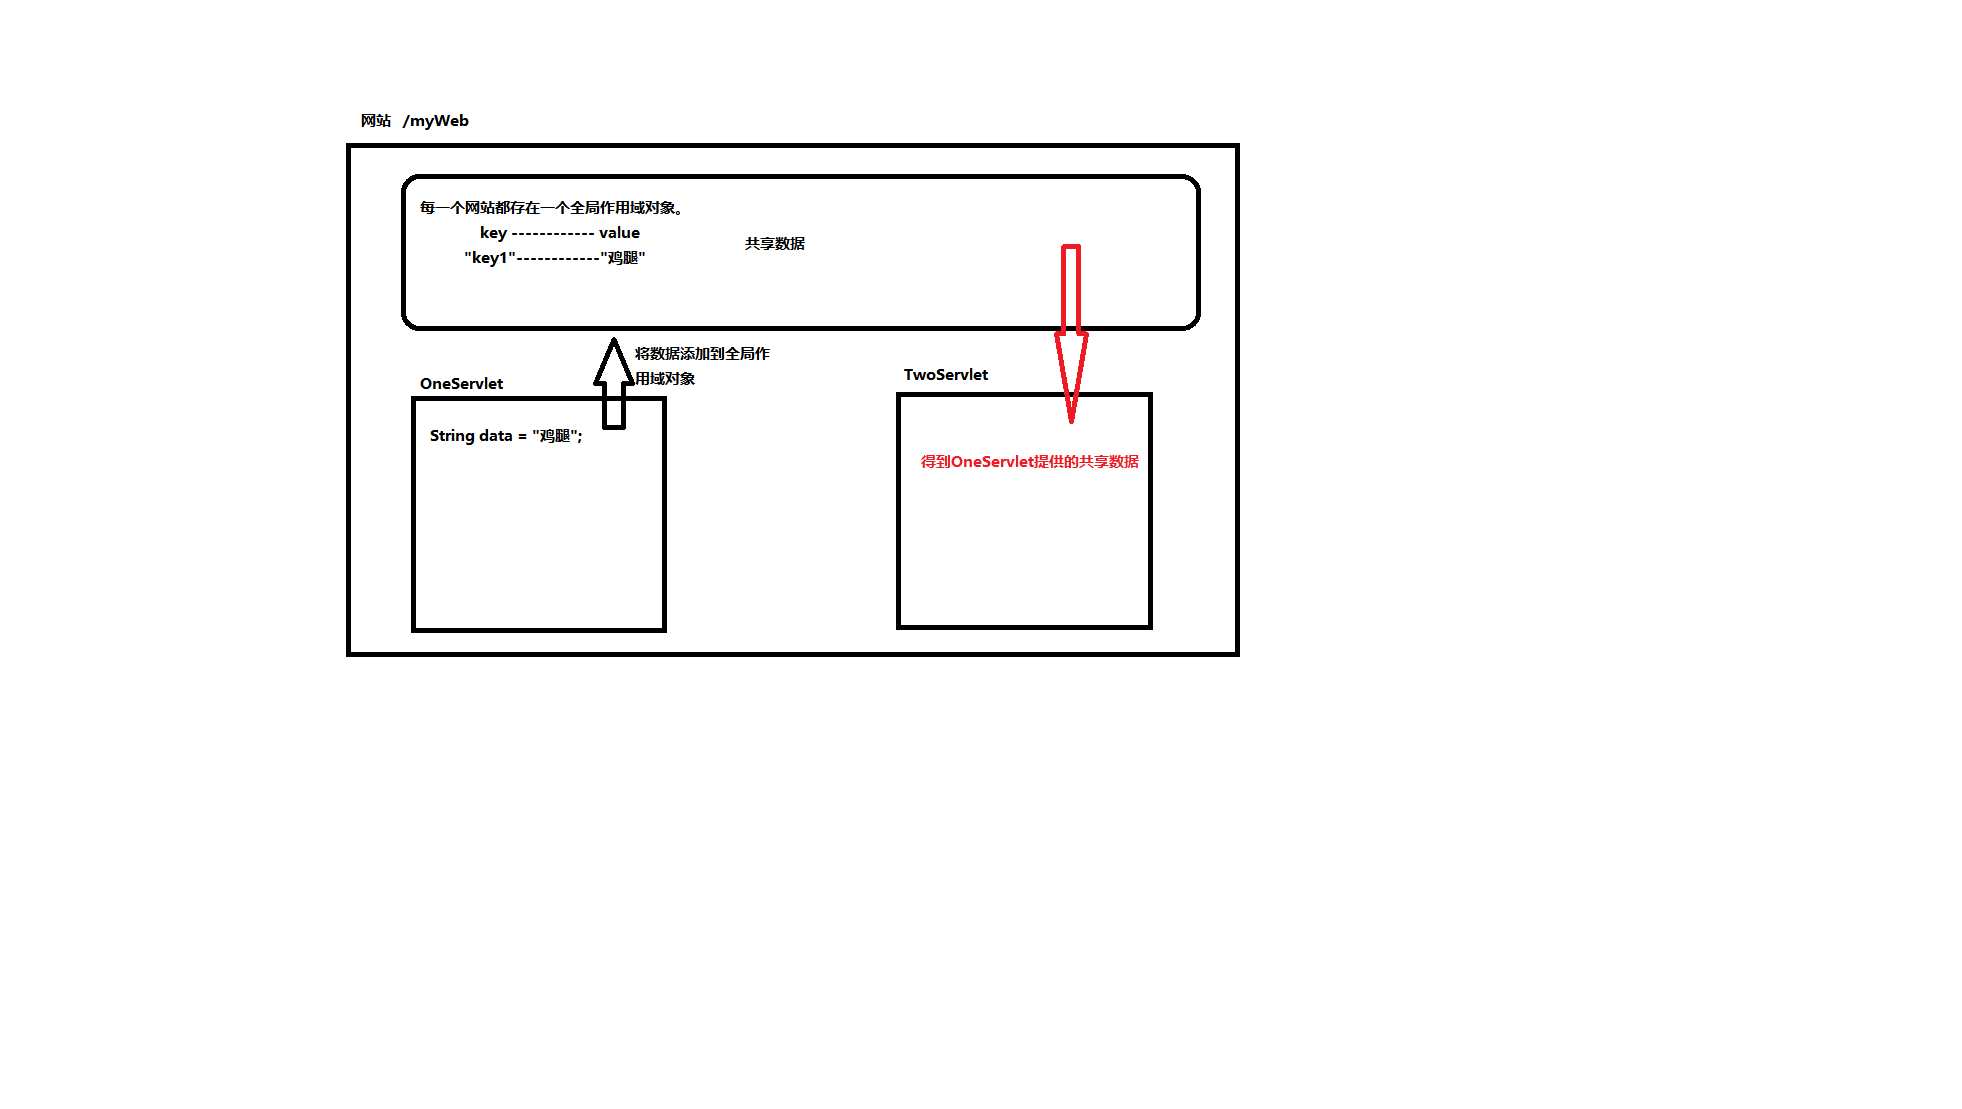 网站 /myWeb
每一个网站都存在一个全局作用域对象。
key ------------ value
共享数据
"key1"------------"鸡腿"
将数据添加到全局作
用域对象
OneServlet
TwoServlet
String data = "鸡腿";
得到OneServlet提供的共享数据